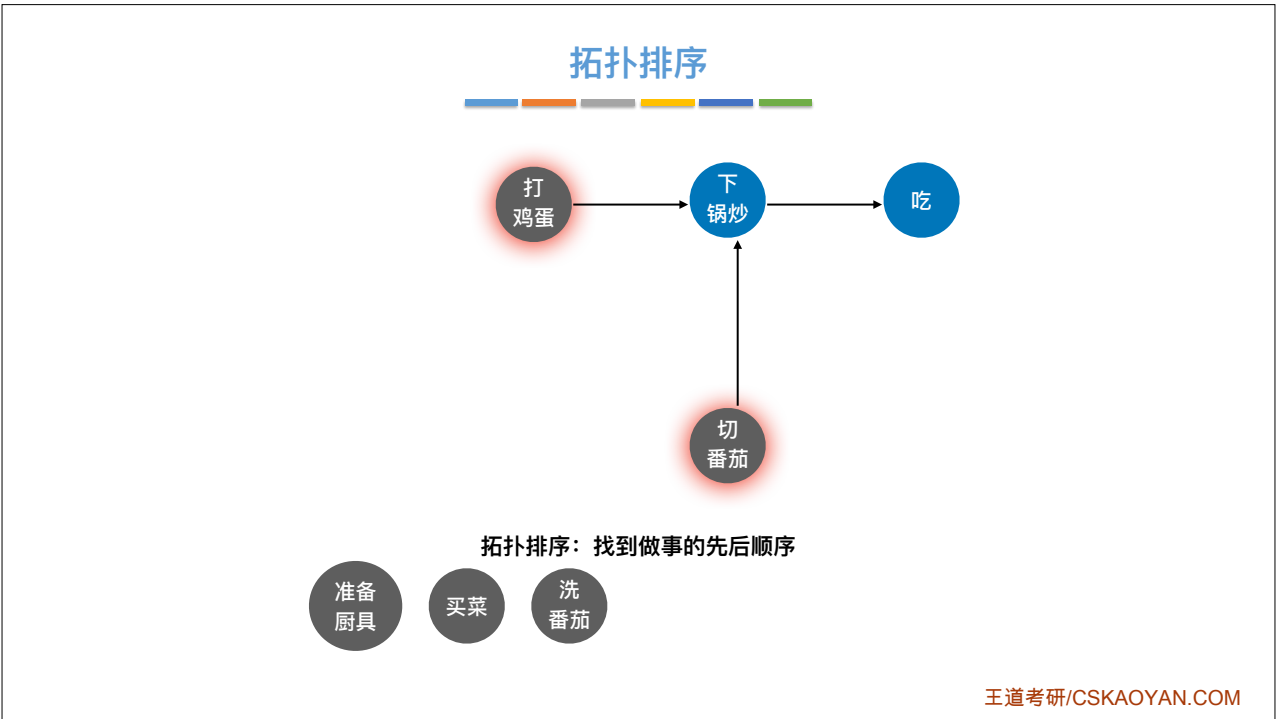 拓扑排序
打
鸡蛋
下
锅炒
吃
切
番茄
拓扑排序：找到做事的先后顺序
准备
厨具
买菜
洗
番茄
王道考研/CSKAOYAN.COM